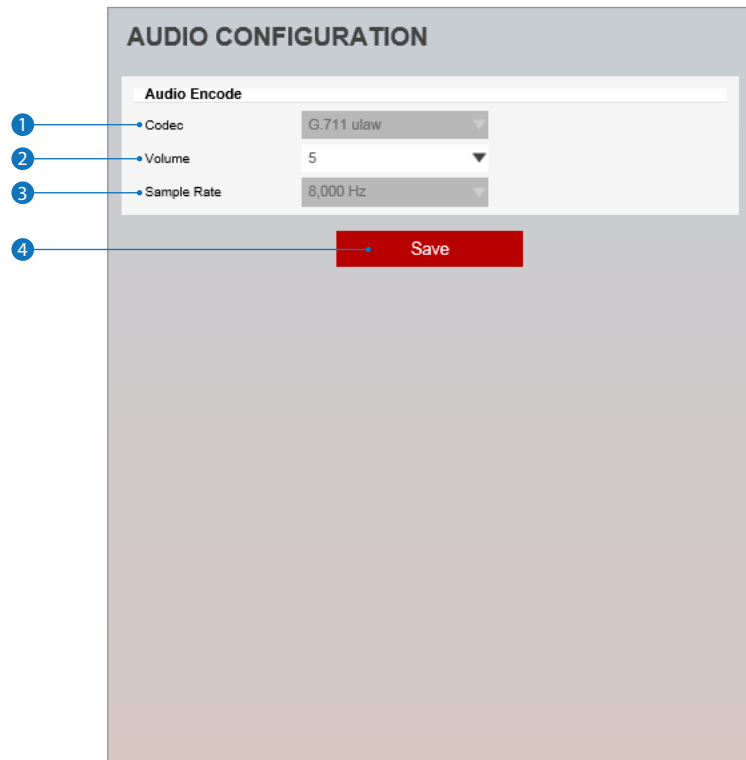 AUDIO CONFIGURATION
Audio Encode
1 Codec G.711 ulaw
2 Volume 5
3 Sample Rate 8,000 Hz
4 Save